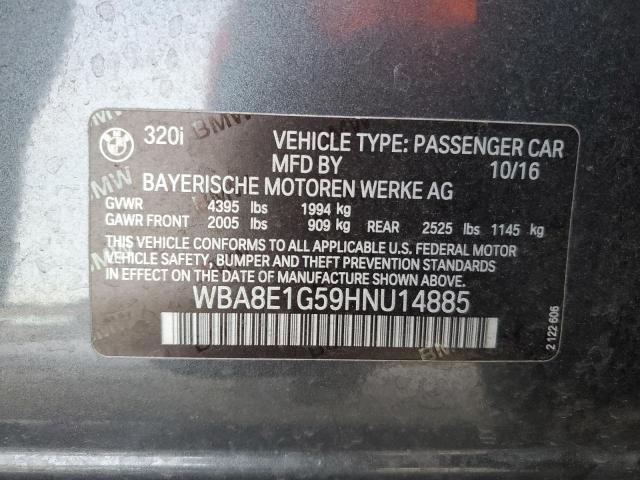 BMW
320i
VEHICLE TYPE: PASSENGER CAR
MFD BY 10/16
BAYERISCHE MOTOREN WERKE AG
GVWR 4395 lbs 1994 kg
GAWR FRONT 2005 lbs 909 kg REAR 2525 lbs 1145 kg
THIS VEHICLE CONFORMS TO ALL APPLICABLE U.S. FEDERAL MOTOR
VEHICLE SAFETY, BUMPER AND THEFT PREVENTION STANDARDS
IN EFFECT ON THE DATE OF MANUFACTURE SHOWN ABOVE.
WBA8E1G59HNU14885
2 122 606